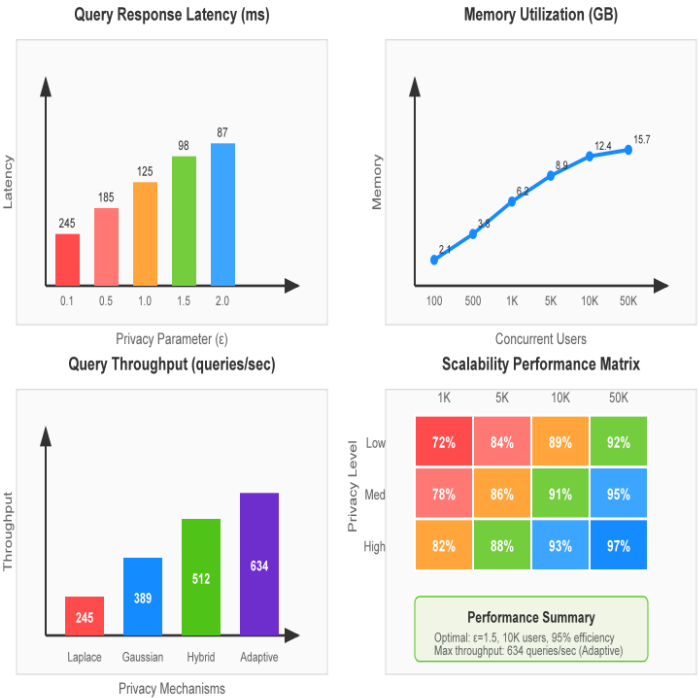 Query Response Latency (ms)
Latency
245
185
125
98
87
0.1 0.5 1.0 1.5 2.0
Privacy Parameter (ε)
Memory Utilization (GB)
Memory
2.1
3.8
6.2
8.9
12.4
15.7
100 500 1K 5K 10K 50K
Concurrent Users
Query Throughput (queries/sec)
Throughput
245
389
512
634
Laplace Gaussian Hybrid Adaptive
Privacy Mechanisms
Scalability Performance Matrix
1K 5K 10K 50K
Privacy Level
Low 72% 84% 89% 92%
Med 78% 86% 91% 95%
High 82% 88% 93% 97%
Performance Summary
Optimal: ε=1.5, 10K users, 95% efficiency
Max throughput: 634 queries/sec (Adaptive)